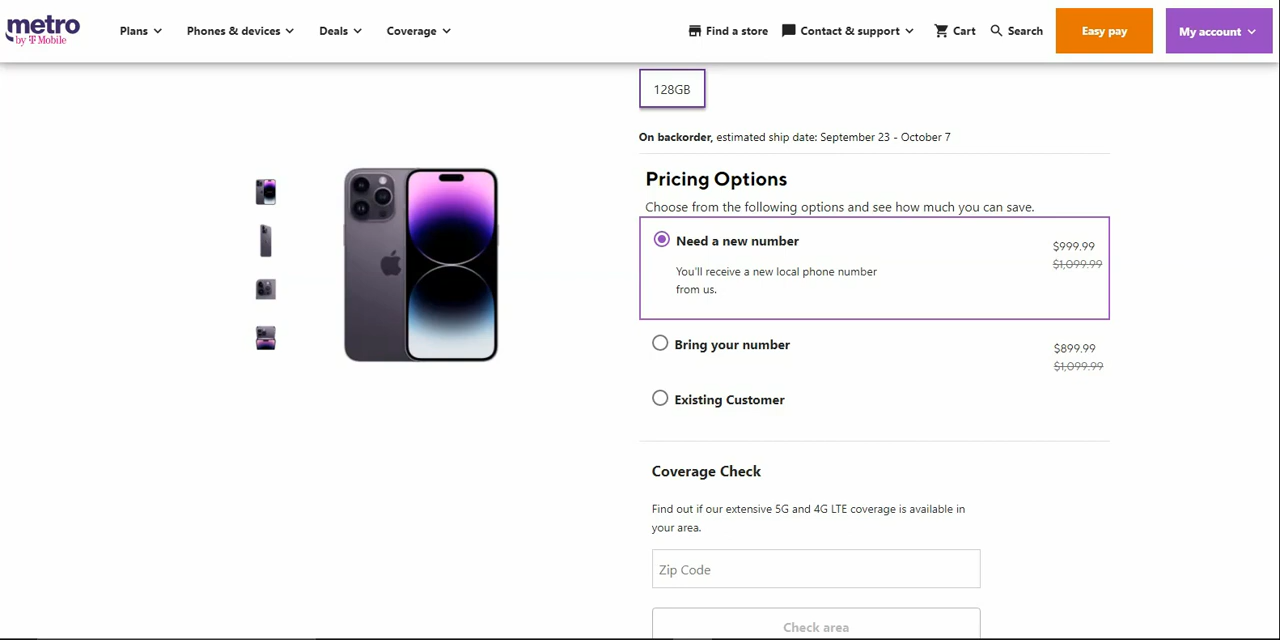 metro
by T Mobile
Plans
Phones & devices
Deals
Coverage
Find a store
Contact & support
Cart
Search
Easy pay
My account
128GB
On backorder, estimated ship date: September 23 - October 7
Pricing Options
Choose from the following options and see how much you can save.
Need a new number
$999.99
$1,099.99
You'll receive a new local phone number
from us.
Bring your number
$899.99
$1,099.99
Existing Customer
Coverage Check
Find out if our extensive 5G and 4G LTE coverage is available in
your area.
Zip Code
Check area